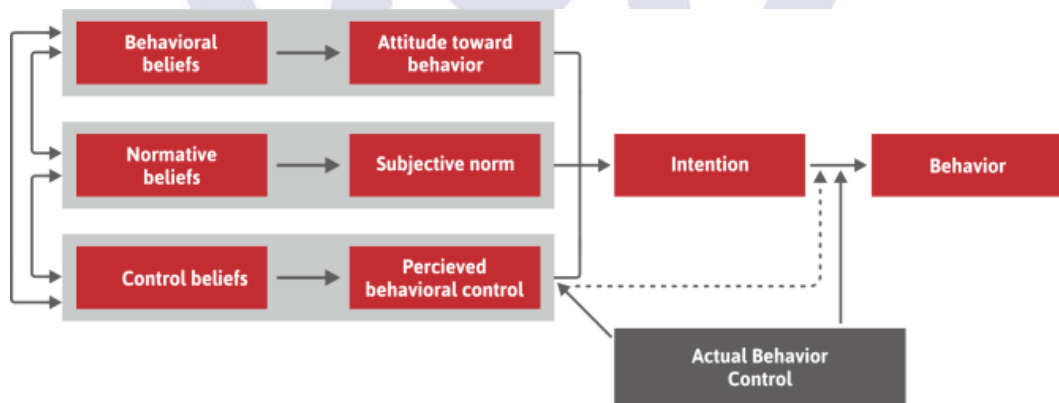 Behavioral
beliefs
Attitude toward
behavior
Normative
beliefs
Subjective norm
Intention
Behavior
Control beliefs
Percieved
behavioral control
Actual Behavior
Control